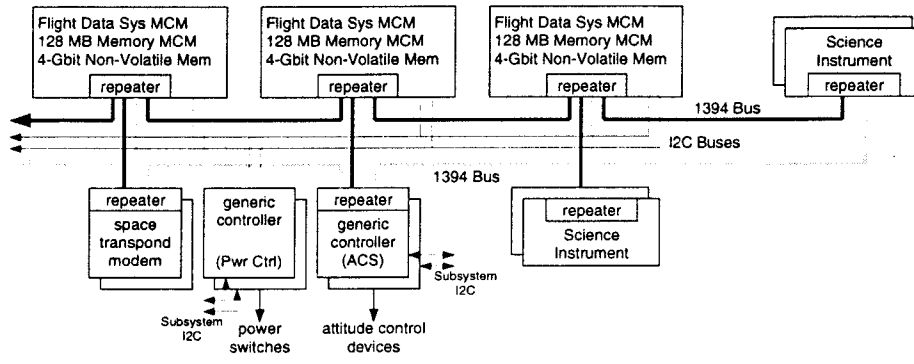 Flight Data Sys MCM
128 MB Memory MCM
4-Gbit Non-Volatile Mem
repeater
Flight Data Sys MCM
128 MB Memory MCM
4-Gbit Non-Volatile Mem
repeater
Flight Data Sys MCM
128 MB Memory MCM
4-Gbit Non-Volatile Mem
repeater
Science
Instrument
repeater
1394 Bus
I2C Buses
1394 Bus
repeater
space
transpond
modem
generic
controller
(Pwr Ctrl)
repeater
generic
controller
(ACS)
repeater
Science
Instrument
Subsystem
I2C
Subsystem
I2C
power
switches
attitude control
devices